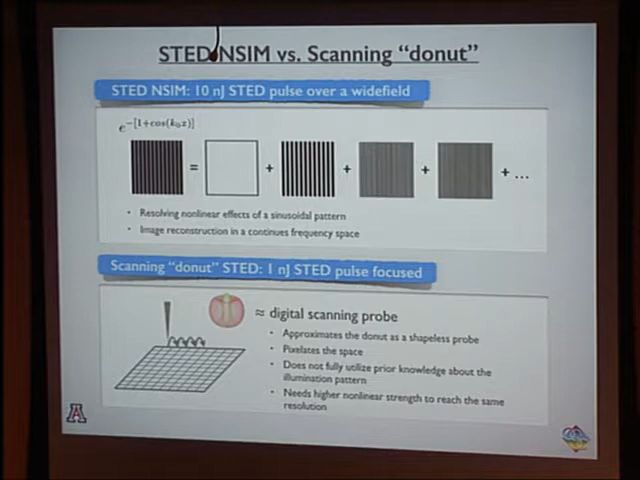 STED NSIM vs. Scanning "donut"
STED NSIM: 10 nJ STED pulse over a widefield
e^{-[1+cos(k_0x)]}
= + + + + ...
• Resolving nonlinear effects of a sinusoidal pattern
• Image reconstruction in a continues frequency space
Scanning "donut" STED: 1 nJ STED pulse focused
≈ digital scanning probe
• Approximates the donut as a shapeless probe
• Pixelates the space
• Does not fully utilize prior knowledge about the
illumination pattern
• Needs higher nonlinear strength to reach the same
resolution
A